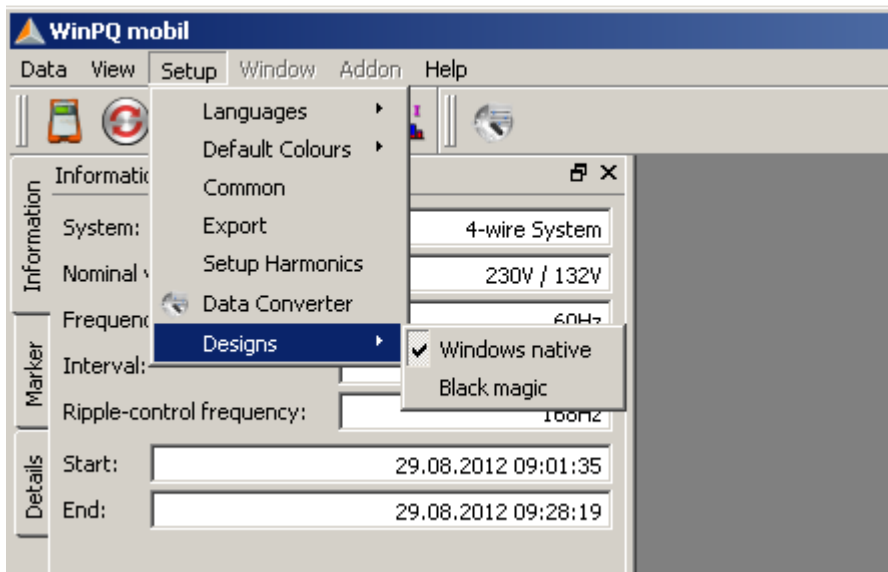 WinPQ mobil
Data View Setup Window Addon Help
Languages
Default Colours
Common
Export
Setup Harmonics
Data Converter
Designs
Windows native
Black magic
Information
Marker
Details
System: 4-wire System
Nominal 230V / 132V
60Hz
Interval:
Ripple-control frequency: 168Hz
Start: 29.08.2012 09:01:35
End: 29.08.2012 09:28:19